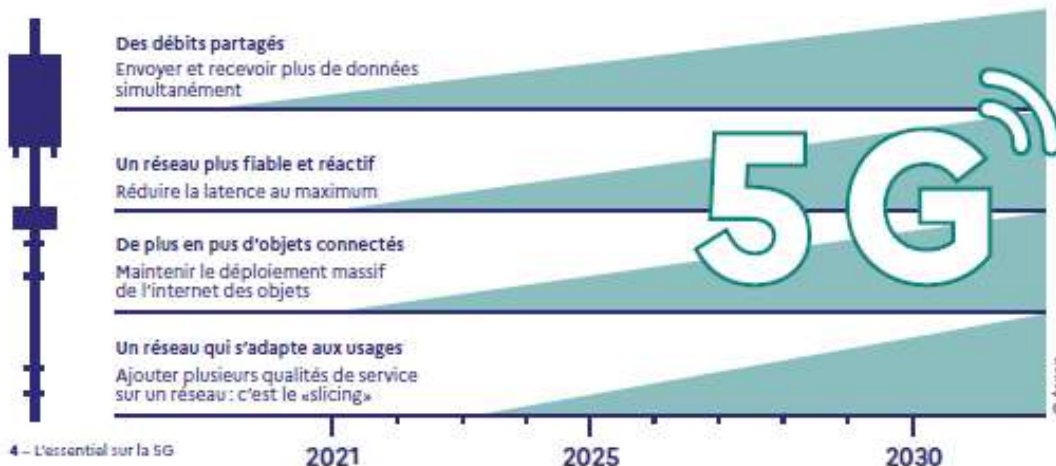 Des débits partagés
Envoyer et recevoir plus de données
simultanément
Un réseau plus fiable et réactif
Réduire la latence au maximum
De plus en pus d'objets connectés
Maintenir le déploiement massif
de l'internet des objets
Un réseau qui s'adapte aux usages
Ajouter plusieurs qualités de service
sur un réseau : c'est le «slicing»
5G
2021 2025 2030
4 – L'essentiel sur la 5G